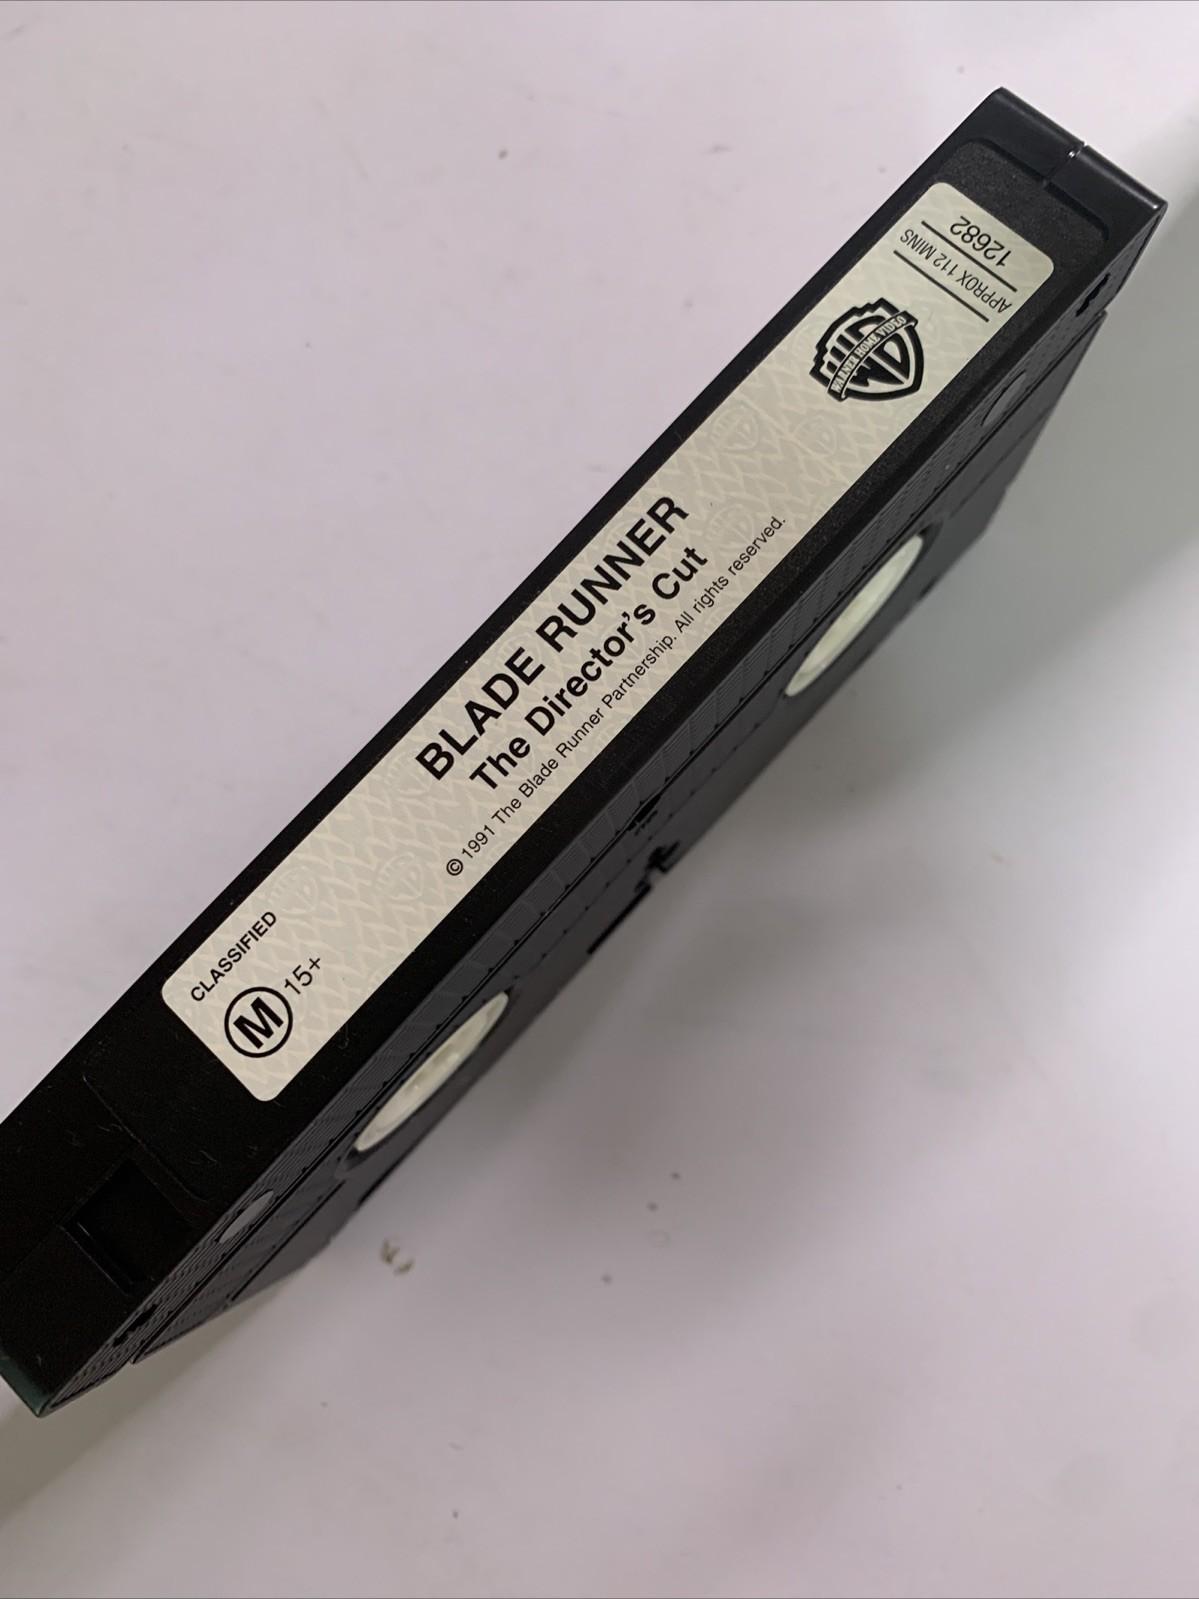 CLASSIFIED
M 15+
BLADE RUNNER
The Director's Cut
© 1991 The Blade Runner Partnership. All rights reserved.
WB
WARNER HOME VIDEO
APPROX 112 MINS
12682